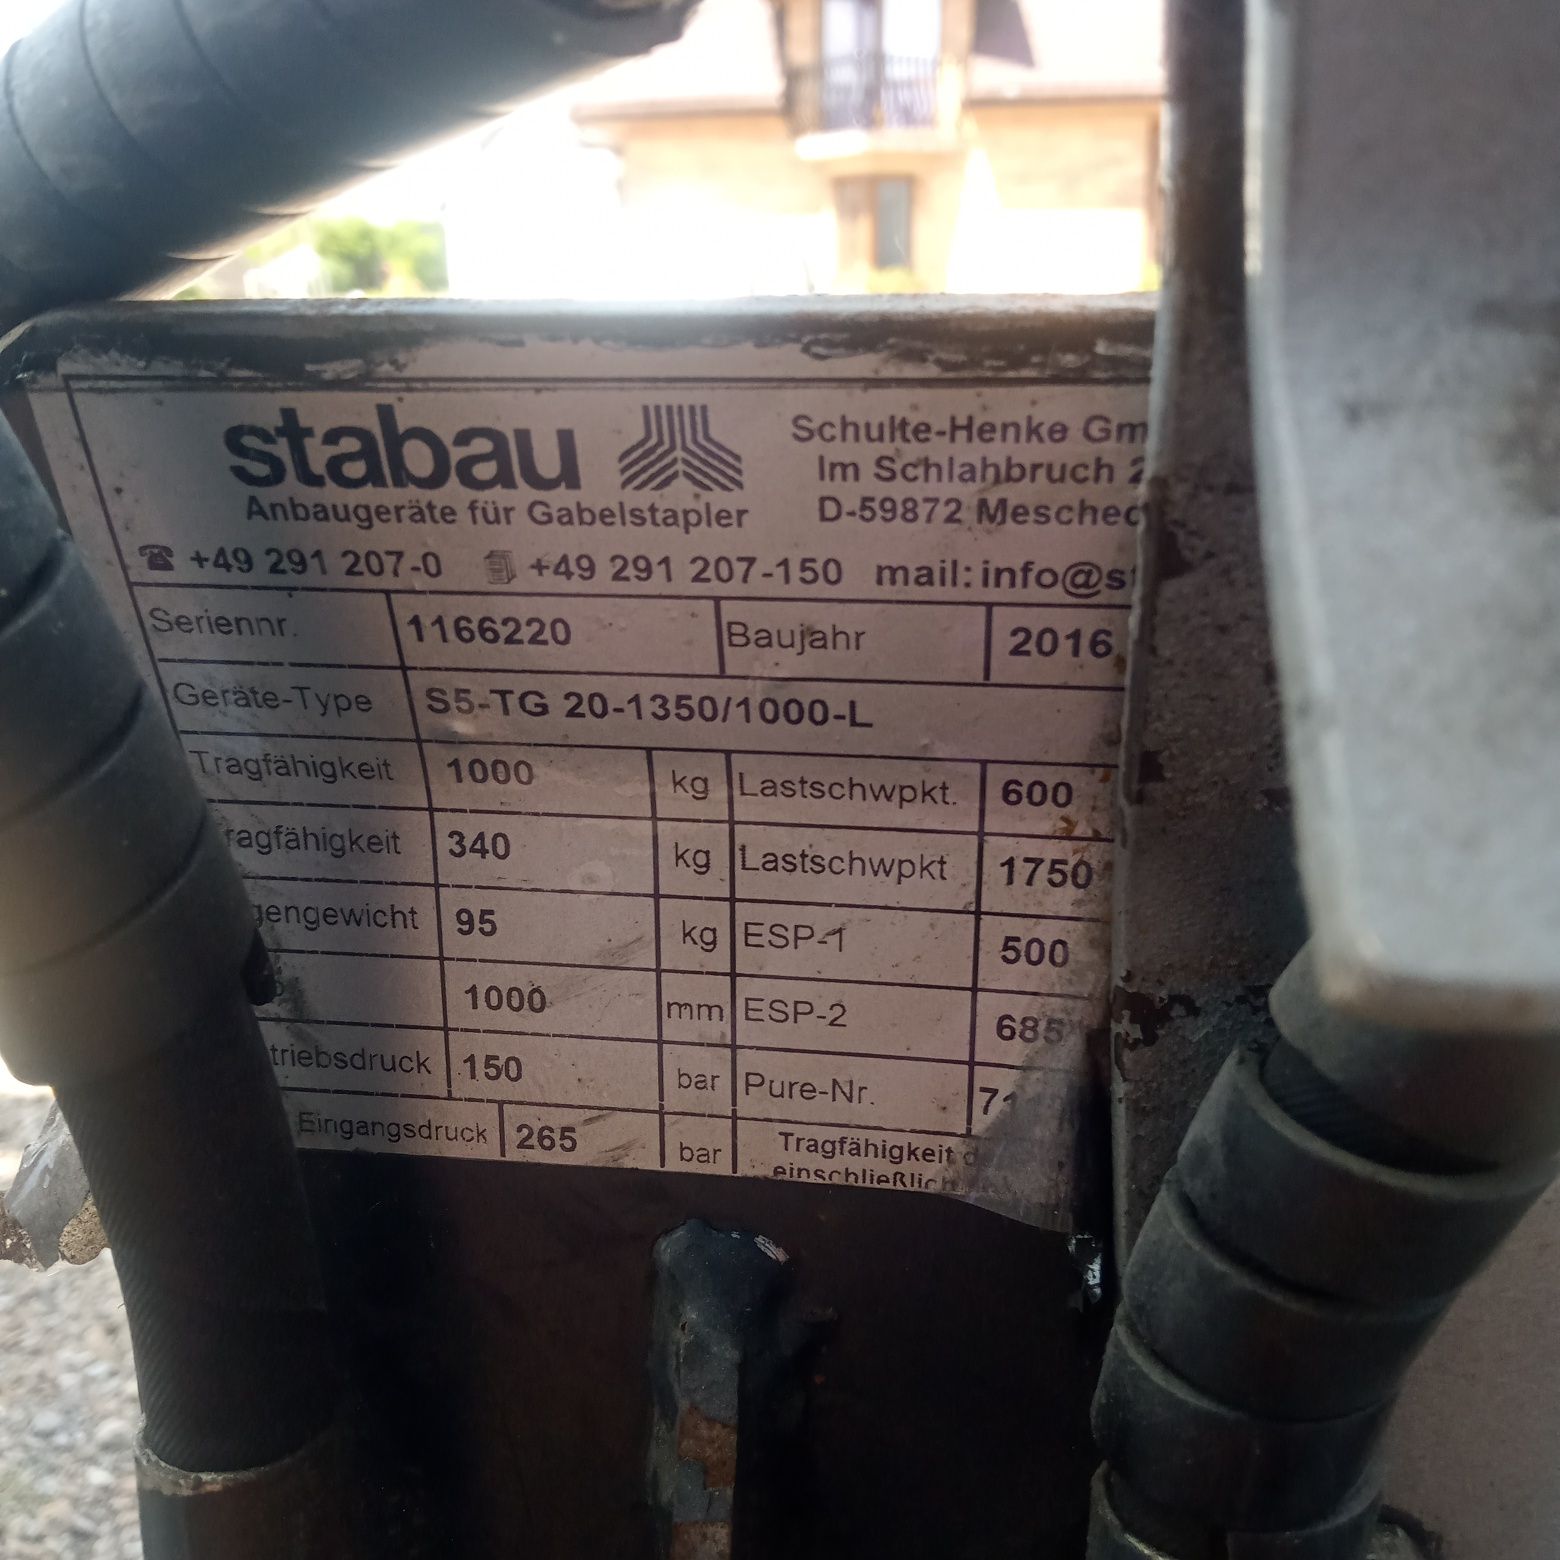 stabau
Schulte-Henke Gm
Im Schlahbruch 2
Anbaugeräte für Gabelstapler
D-59872 Mesched
+49 291 207-0 +49 291 207-150 mail: info@st
Seriennr. 1166220 Baujahr 2016
Geräte-Type S5-TG 20-1350/1000-L
Tragfähigkeit 1000 kg Lastschwpkt. 600
ragfähigkeit 340 kg Lastschwpkt 1750
gengewicht 95 kg ESP-1 500
1000 mm ESP-2 685
triebsdruck 150 bar Pure-Nr. 71
Eingangsdruck 265 bar Tragfähigkeit d
einschließlich